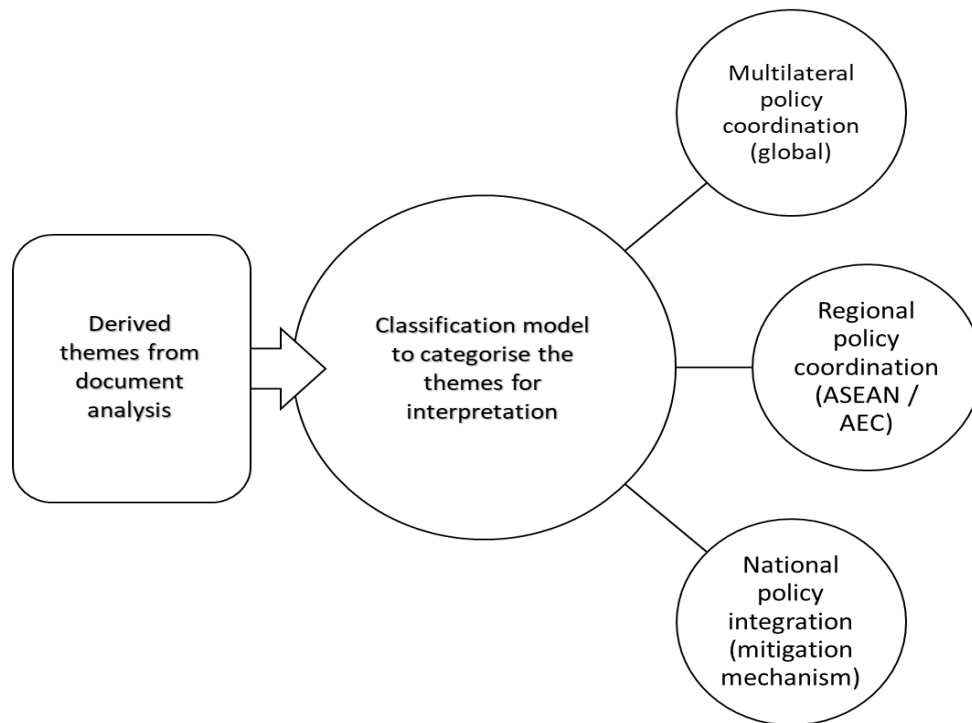 Derived
themes from
document
analysis
Classification model
to categorise the
themes for
interpretation
Multilateral
policy
coordination
(global)
Regional
policy
coordination
(ASEAN /
AEC)
National
policy
integration
(mitigation
mechanism)